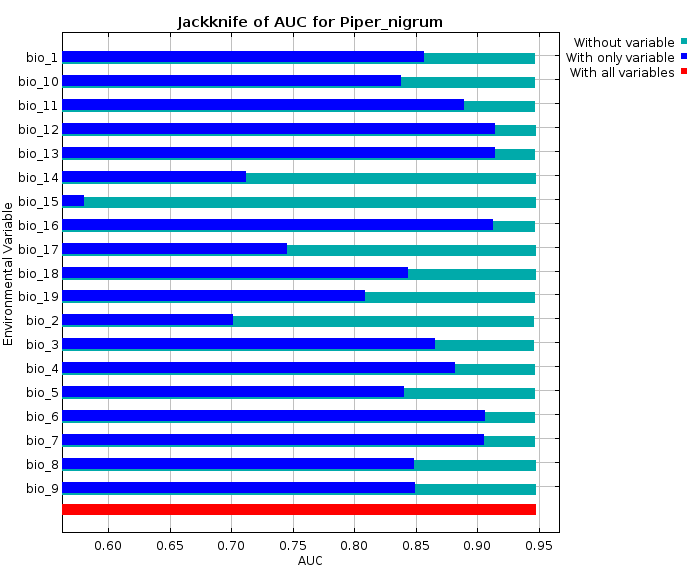 Jackknife of AUC for Piper_nigrum
Without variable
With only variable
With all variables
Environmental Variable
bio_1
bio_10
bio_11
bio_12
bio_13
bio_14
bio_15
bio_16
bio_17
bio_18
bio_19
bio_2
bio_3
bio_4
bio_5
bio_6
bio_7
bio_8
bio_9
0.60 0.65 0.70 0.75 0.80 0.85 0.90 0.95
AUC